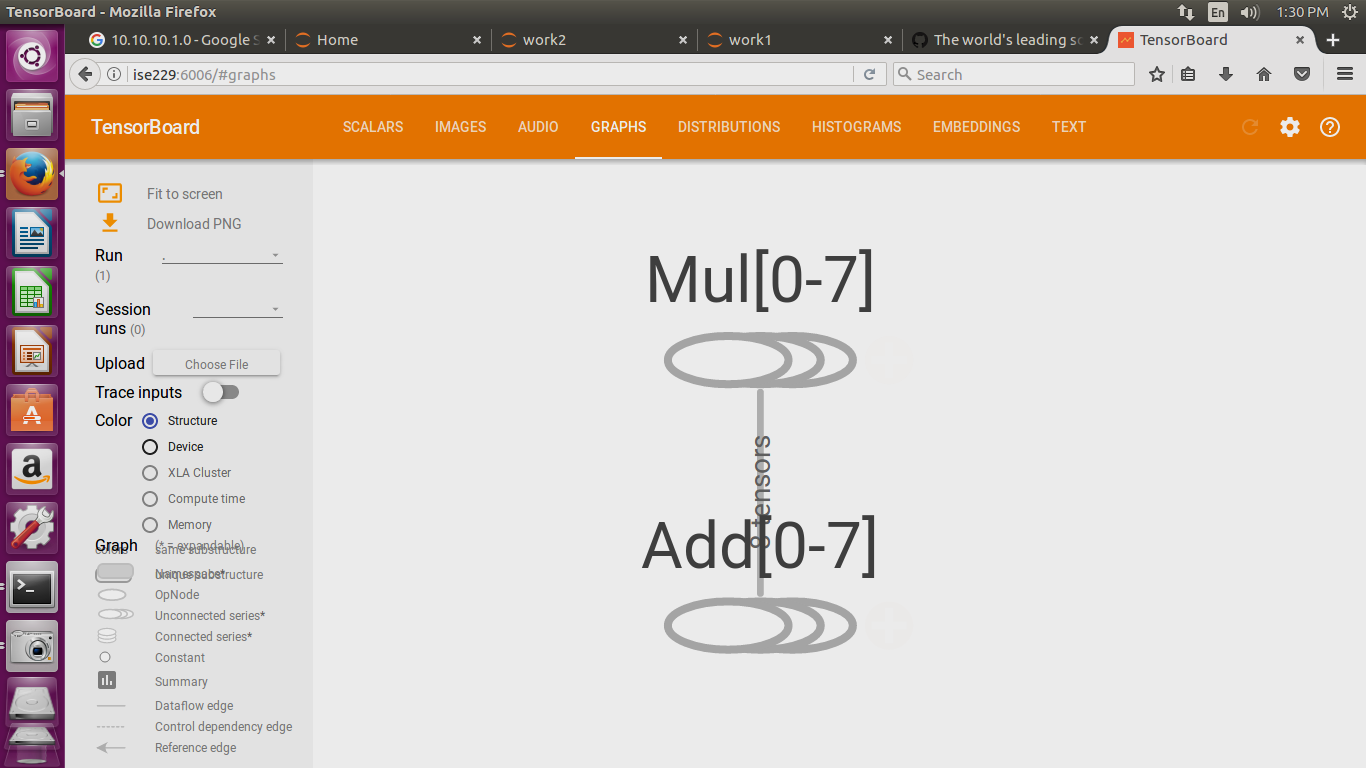 TensorBoard - Mozilla Firefox
En
1:30 PM
10.10.10.1.0 - Google S
Home
work2
work1
The world's leading so
TensorBoard
ise229:6006/#graphs
Search
TensorBoard
SCALARS
IMAGES
AUDIO
GRAPHS
DISTRIBUTIONS
HISTOGRAMS
EMBEDDINGS
TEXT
Fit to screen
Download PNG
Run
(1)
.
Session
runs (0)
Upload
Choose File
Trace inputs
Color
Structure
Device
XLA Cluster
Compute time
Memory
Graph
(* = expandable)
colors
same substructure
Namespace*
unique substructure
OpNode
Unconnected series*
Connected series*
Constant
Summary
Dataflow edge
Control dependency edge
Reference edge
Mul[0-7]
8 tensors
Add[0-7]
a